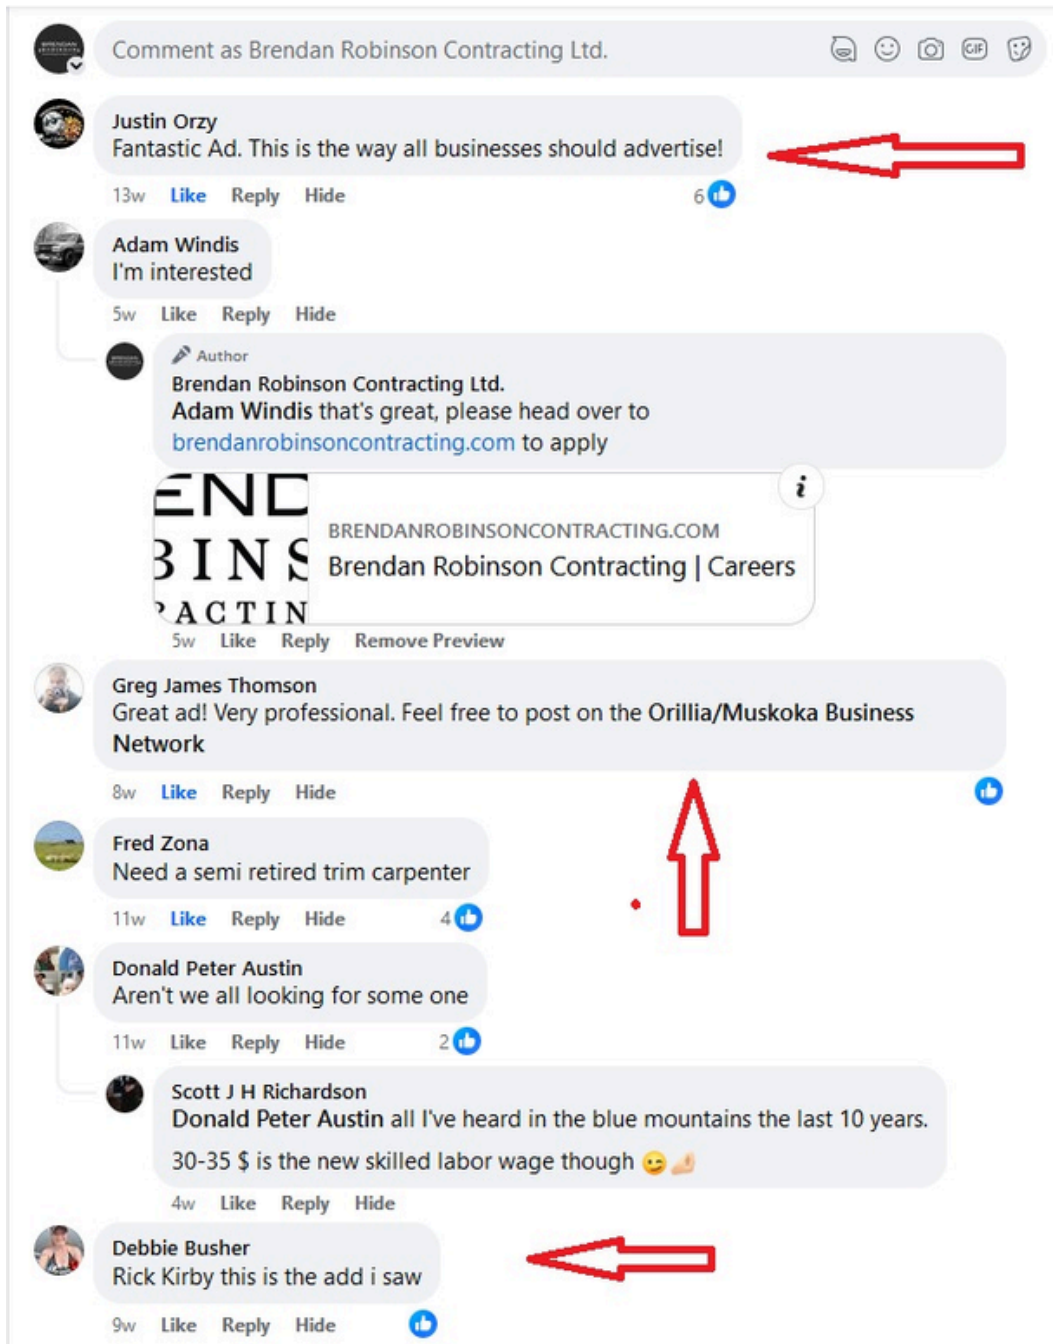 Comment as Brendan Robinson Contracting Ltd.
GIF
Justin Orzy
Fantastic Ad. This is the way all businesses should advertise!
13w Like Reply Hide 6
Adam Windis
I'm interested
5w Like Reply Hide
Author
Brendan Robinson Contracting Ltd.
Adam Windis that's great, please head over to
brendanrobinsoncontracting.com to apply
END
BINS
ACTIN
i
BRENDANROBINSONCONTRACTING.COM
Brendan Robinson Contracting | Careers
5w Like Reply Remove Preview
Greg James Thomson
Great ad! Very professional. Feel free to post on the Orillia/Muskoka Business
Network
8w Like Reply Hide
Fred Zona
Need a semi retired trim carpenter
11w Like Reply Hide 4
Donald Peter Austin
Aren't we all looking for some one
11w Like Reply Hide 2
Scott J H Richardson
Donald Peter Austin all I've heard in the blue mountains the last 10 years.
30-35 $ is the new skilled labor wage though 😉🤌🏻
4w Like Reply Hide
Debbie Busher
Rick Kirby this is the add i saw
9w Like Reply Hide